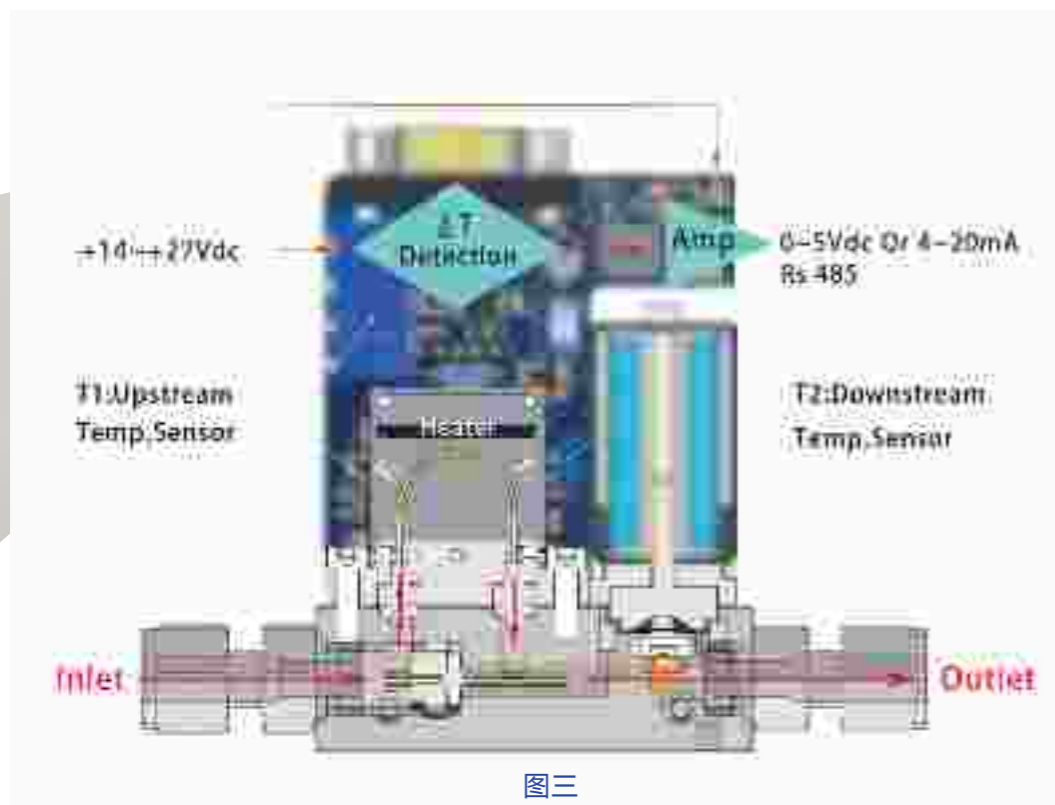 ΔT
Detection
Amp
+14~+27Vdc
0–5Vdc Or 4–20mA
Rs 485
T1:Upstream
Temp.Sensor
Heater
T2:Downstream
Temp.Sensor
Inlet
Outlet
图三